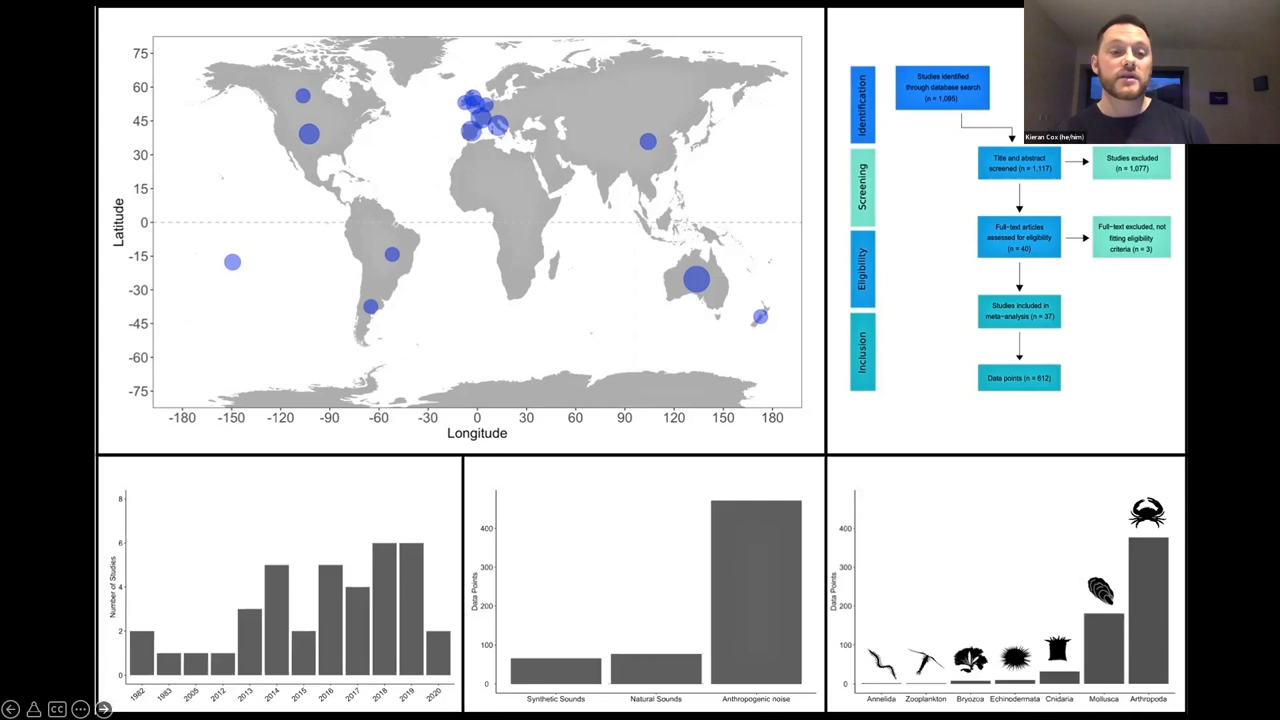 75
60
45
30
15
0
-15
-30
-45
-60
-75
Latitude
-180 -150 -120 -90 -60 -30 0 30 60 90 120 150 180
Longitude
Identification
Screening
Eligibility
Inclusion
Studies identified
through database search
(n = 1,095)
Title and abstract
screened (n = 1,117)
Studies excluded
(n = 1,077)
Full-text articles
assessed for eligibility
(n = 40)
Full-text excluded, not
fitting eligibility
criteria (n = 3)
Studies included in
meta-analysis (n = 37)
Data points (n = 612)
Kieran Cox (he/him)
8
6
4
2
0
Number of Studies
1982 1983 2005 2012 2013 2014 2015 2016 2017 2018 2019 2020
400
300
200
100
0
Data Points
Synthetic Sounds Natural Sounds Anthropogenic noise
400
300
200
100
0
Data Points
Annelida Zooplankton Bryozoa Echinodermata Cnidaria Mollusca Arthropoda
CC